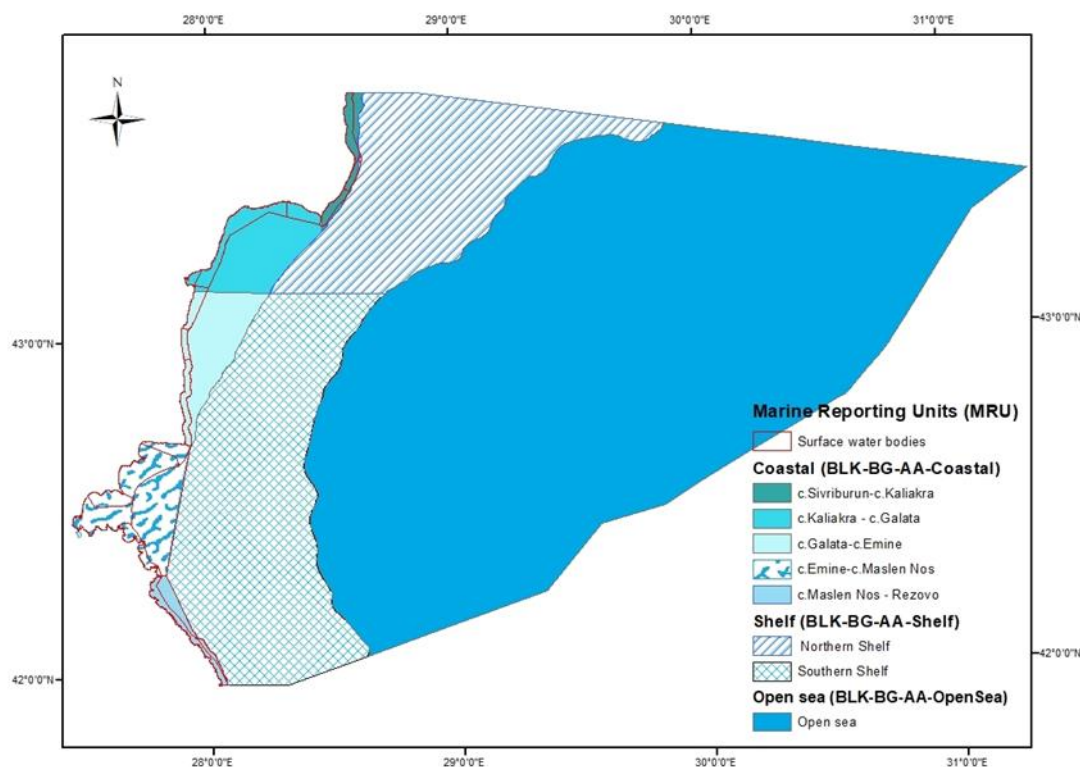 28°0'0"E
29°0'0"E
30°0'0"E
31°0'0"E
N
43°0'0"N
43°0'0"N
Marine Reporting Units (MRU)
Surface water bodies
Coastal (BLK-BG-AA-Coastal)
c.Sivriburun-c.Kaliakra
c.Kaliakra - c.Galata
c.Galata-c.Emine
c.Emine-c.Maslen Nos
c.Maslen Nos - Rezovo
Shelf (BLK-BG-AA-Shelf)
Northern Shelf
Southern Shelf
Open sea (BLK-BG-AA-OpenSea)
Open sea
42°0'0"N
42°0'0"N
28°0'0"E
29°0'0"E
30°0'0"E
31°0'0"E